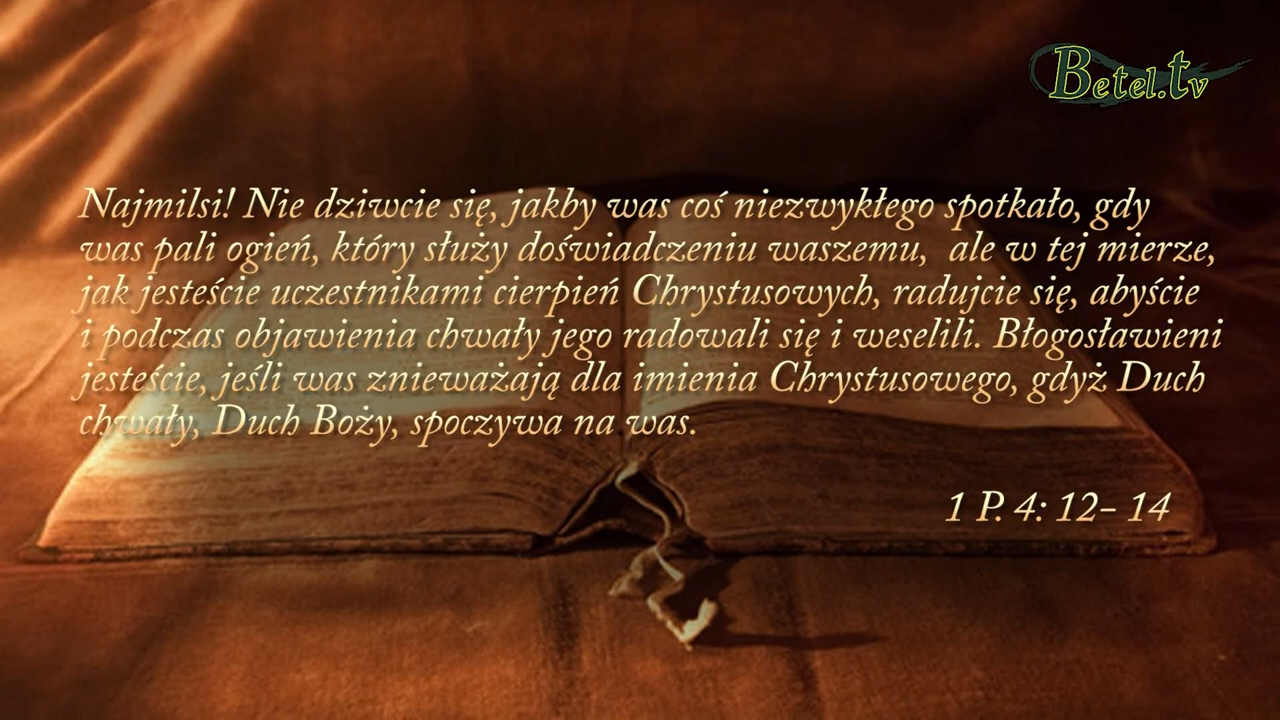 Betel.tv
Najmilsi! Nie dziwcie się, jakby was coś niezwykłego spotkało, gdy
was pali ogień, który służy doświadczeniu waszemu,  ale w tej mierze,
jak jesteście uczestnikami cierpień Chrystusowych, radujcie się, abyście
i podczas objawienia chwały jego radowali się i weselili. Błogosławieni
jesteście, jeśli was znieważają dla imienia Chrystusowego, gdyż Duch
chwały, Duch Boży, spoczywa na was.
1 P. 4: 12- 14